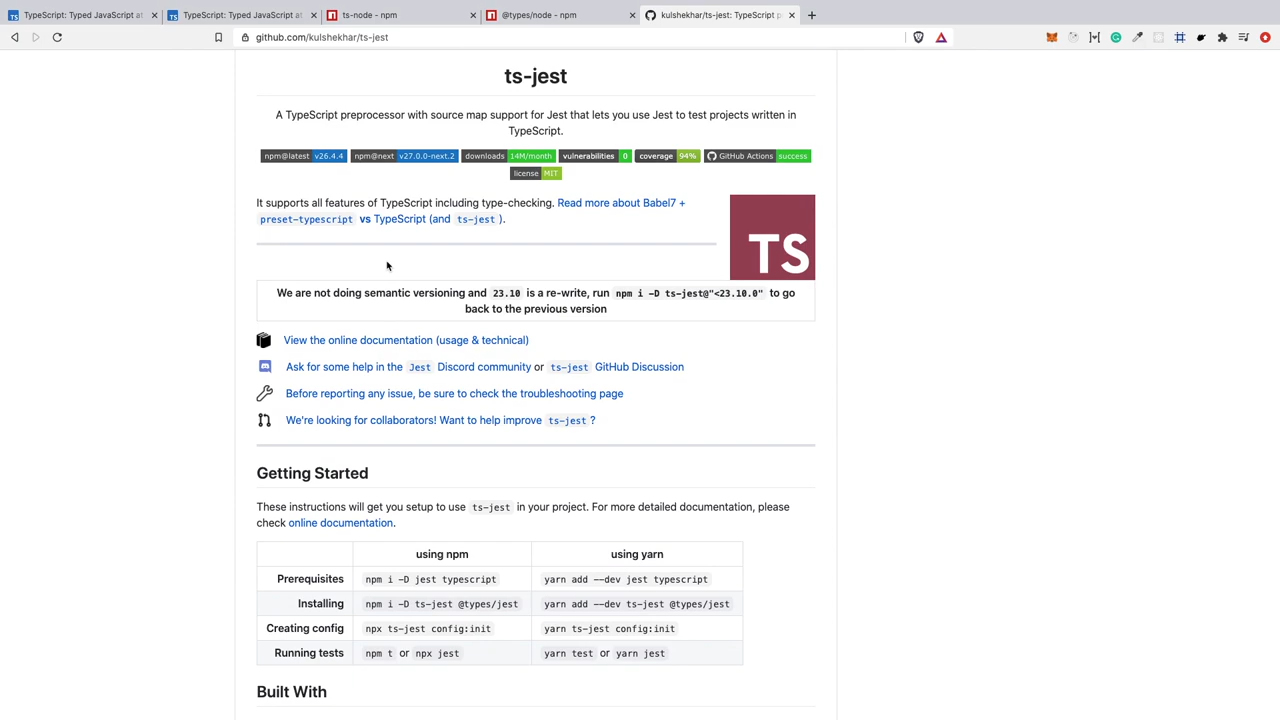 TypeScript: Typed JavaScript at
TypeScript: Typed JavaScript at
ts-node - npm
@types/node - npm
kulshekhar/ts-jest: TypeScript p
github.com/kulshekhar/ts-jest
ts-jest
A TypeScript preprocessor with source map support for Jest that lets you use Jest to test projects written in
TypeScript.
npm@latest v26.4.4 npm@next v27.0.0-next.2 downloads 14M/month vulnerabilities 0 coverage 94% GitHub Actions success
license MIT
It supports all features of TypeScript including type-checking. Read more about Babel7 +
preset-typescript vs TypeScript (and ts-jest ).
TS
We are not doing semantic versioning and 23.10 is a re-write, run npm i -D ts-jest@"<23.10.0" to go
back to the previous version
View the online documentation (usage & technical)
Ask for some help in the Jest Discord community or ts-jest GitHub Discussion
Before reporting any issue, be sure to check the troubleshooting page
We're looking for collaborators! Want to help improve ts-jest ?
Getting Started
These instructions will get you setup to use ts-jest in your project. For more detailed documentation, please
check online documentation.
using npm using yarn
Prerequisites npm i -D jest typescript yarn add --dev jest typescript
Installing npm i -D ts-jest @types/jest yarn add --dev ts-jest @types/jest
Creating config npx ts-jest config:init yarn ts-jest config:init
Running tests npm t or npx jest yarn test or yarn jest
Built With